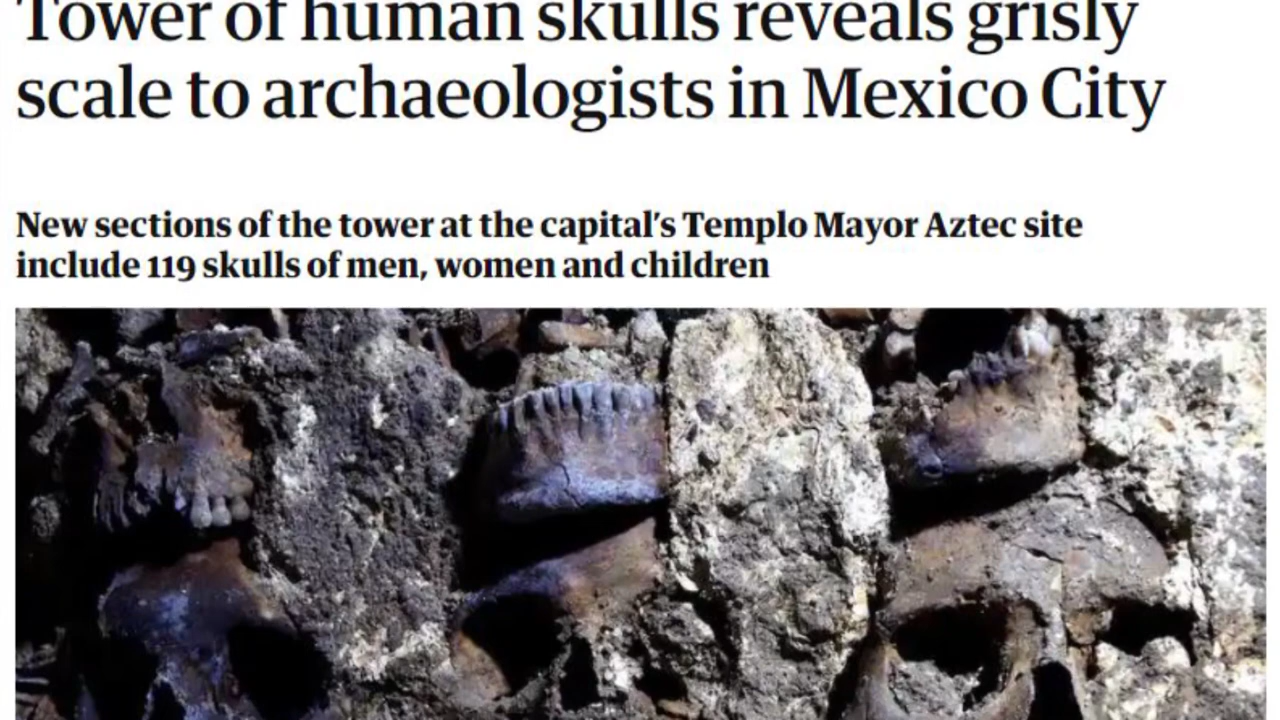 Tower of human skulls reveals grisly
scale to archaeologists in Mexico City
New sections of the tower at the capital’s Templo Mayor Aztec site
include 119 skulls of men, women and children